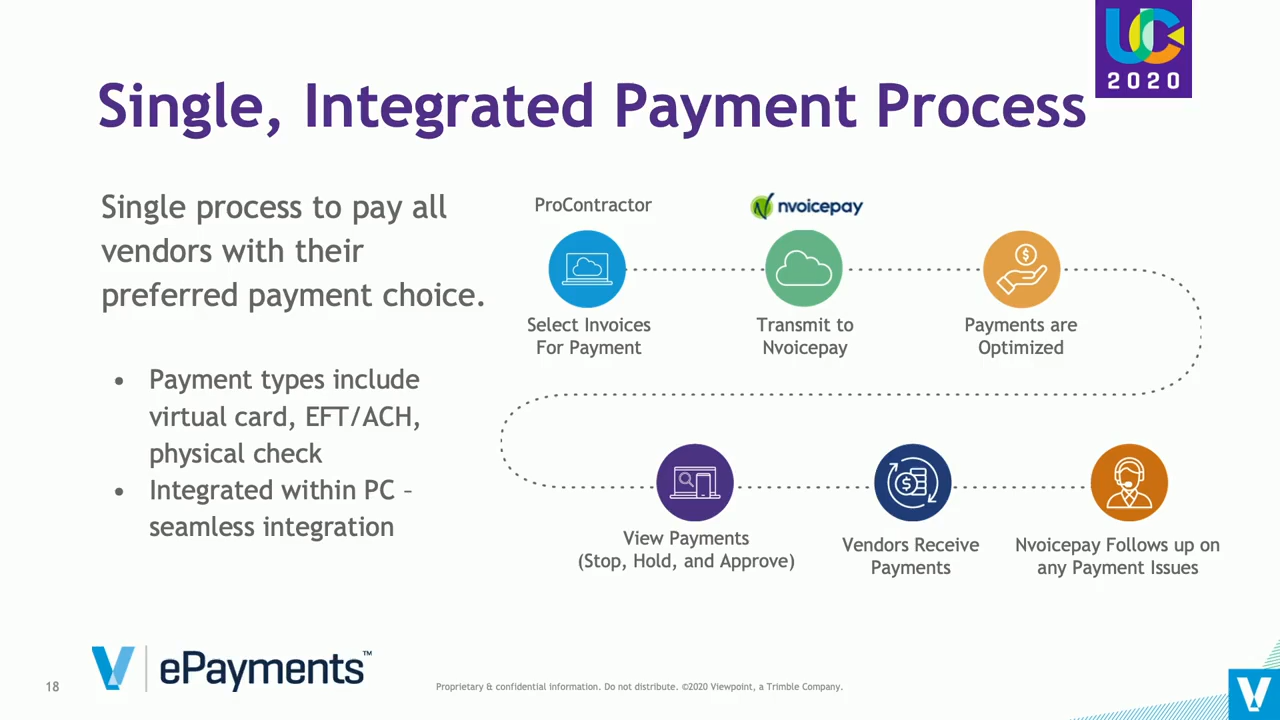 UC
2020
Single, Integrated Payment Process
Single process to pay all
vendors with their
preferred payment choice.
• Payment types include
virtual card, EFT/ACH,
physical check
• Integrated within PC –
seamless integration
ProContractor
nvoicepay
Select Invoices
For Payment
Transmit to
Nvoicepay
Payments are
Optimized
View Payments
(Stop, Hold, and Approve)
Vendors Receive
Payments
Nvoicepay Follows up on
any Payment Issues
18
ePayments™
Proprietary & confidential information. Do not distribute. ©2020 Viewpoint, a Trimble Company.